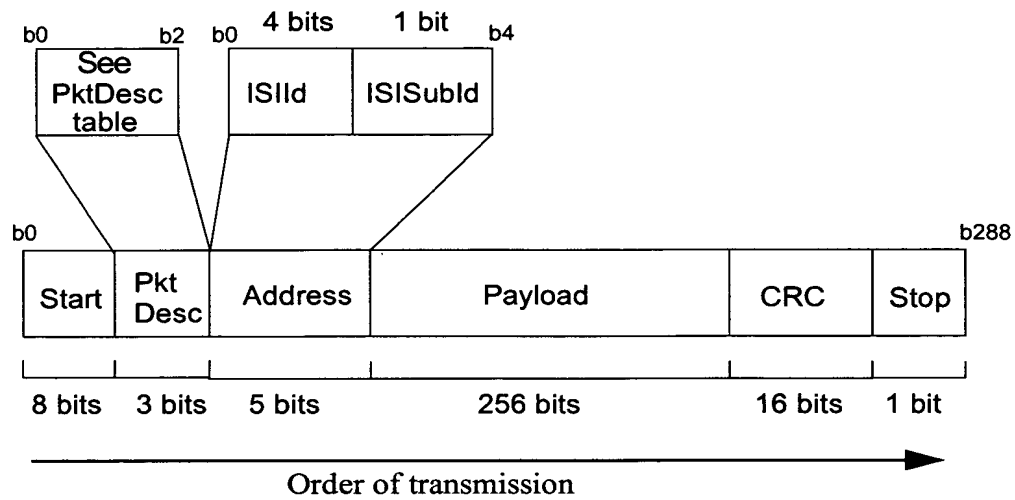 4 bits 1 bit
b0 b2 b0 b4
See
PktDesc
table
ISIId ISISubId
b0 b288
Start Pkt
Desc Address Payload CRC Stop
8 bits 3 bits 5 bits 256 bits 16 bits 1 bit
Order of transmission